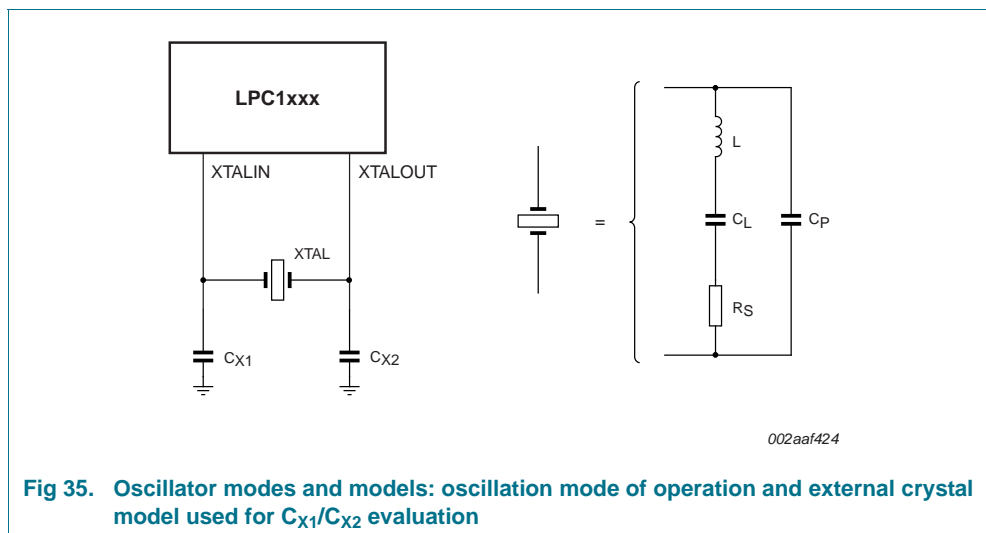 LPC1xxx
XTALIN
XTALOUT
XTAL
CX1
CX2
=
L
CL
CP
RS
002aaf424
Fig 35. Oscillator modes and models: oscillation mode of operation and external crystal
model used for CX1/CX2 evaluation